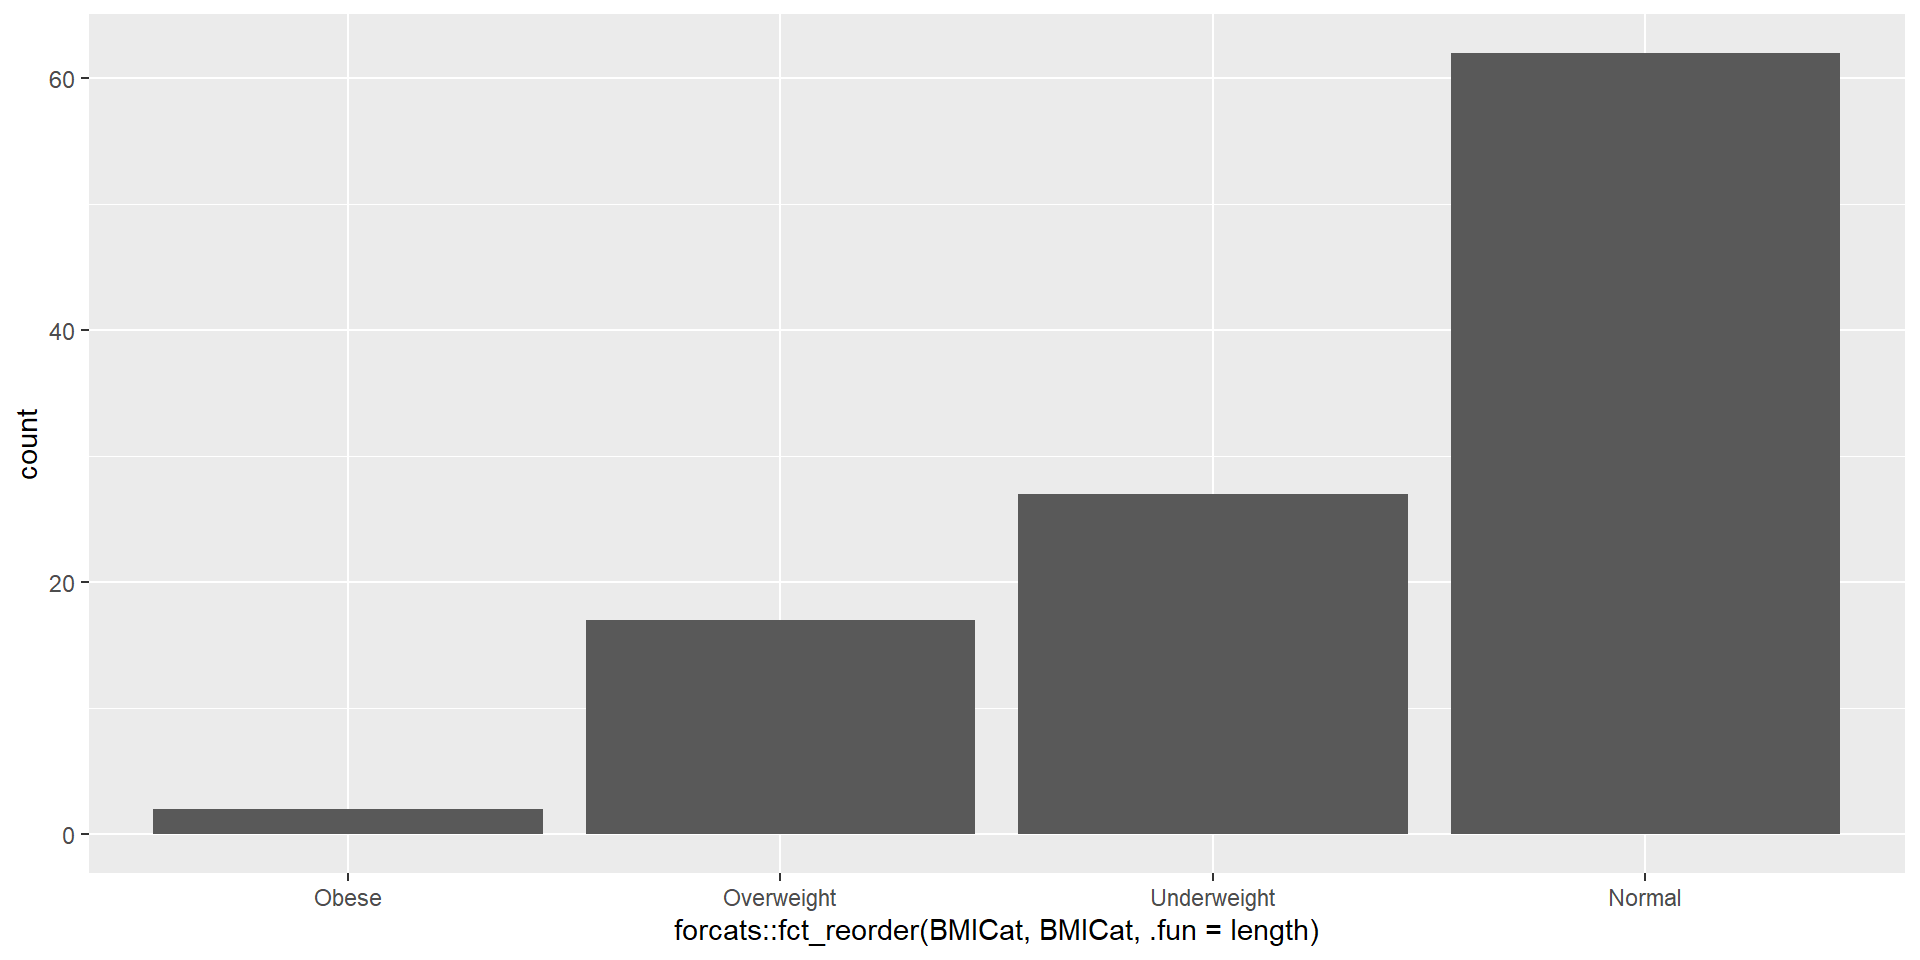 60
40
20
0
count
Obese
Overweight
Underweight
Normal
forcats::fct_reorder(BMICat, BMICat, .fun = length)